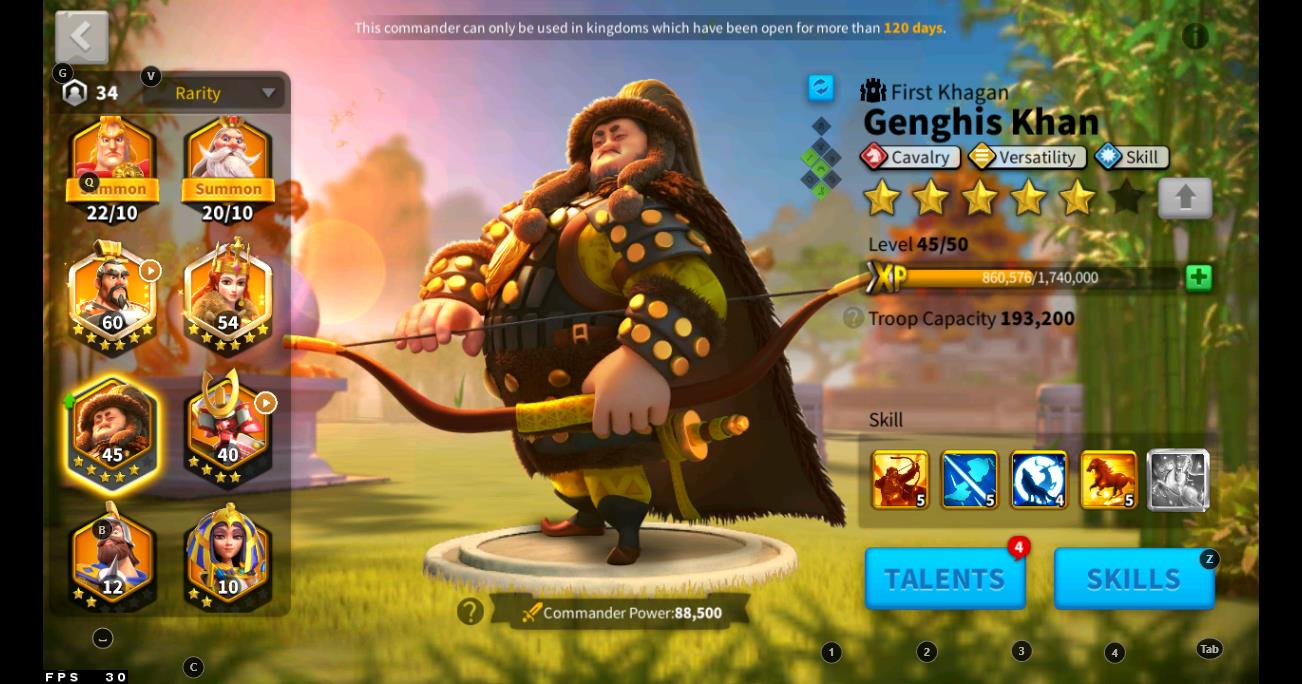 This commander can only be used in kingdoms which have been open for more than 120 days.
G
V
34
Rarity
First Khagan
Genghis Khan
Cavalry
Versatility
Skill
Q
Summon
Summon
22/10
20/10
Level 45/50
XP
860,576/1,740,000
60
54
Troop Capacity 193,200
Skill
45
40
5
5
4
5
B
12
10
TALENTS
4
SKILLS
Z
Commander Power:88,500
1
2
3
4
Tab
C
FPS 30